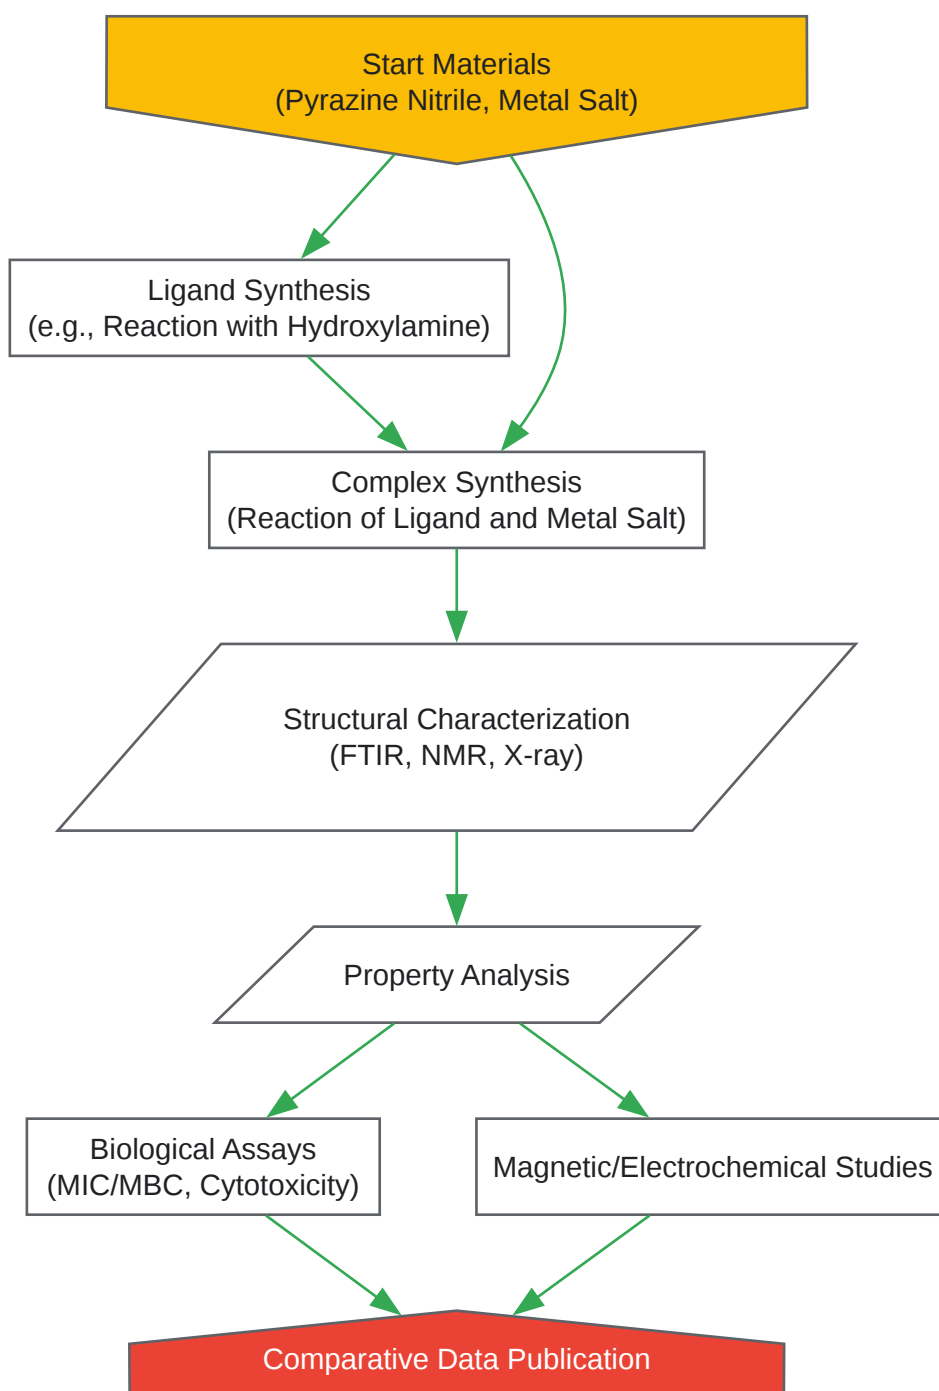 Start Materials
(Pyrazine Nitrile, Metal Salt)
Ligand Synthesis
(e.g., Reaction with Hydroxylamine)
Complex Synthesis
(Reaction of Ligand and Metal Salt)
Structural Characterization
(FTIR, NMR, X-ray)
Property Analysis
Biological Assays
(MIC/MBC, Cytotoxicity)
Magnetic/Electrochemical Studies
Comparative Data Publication